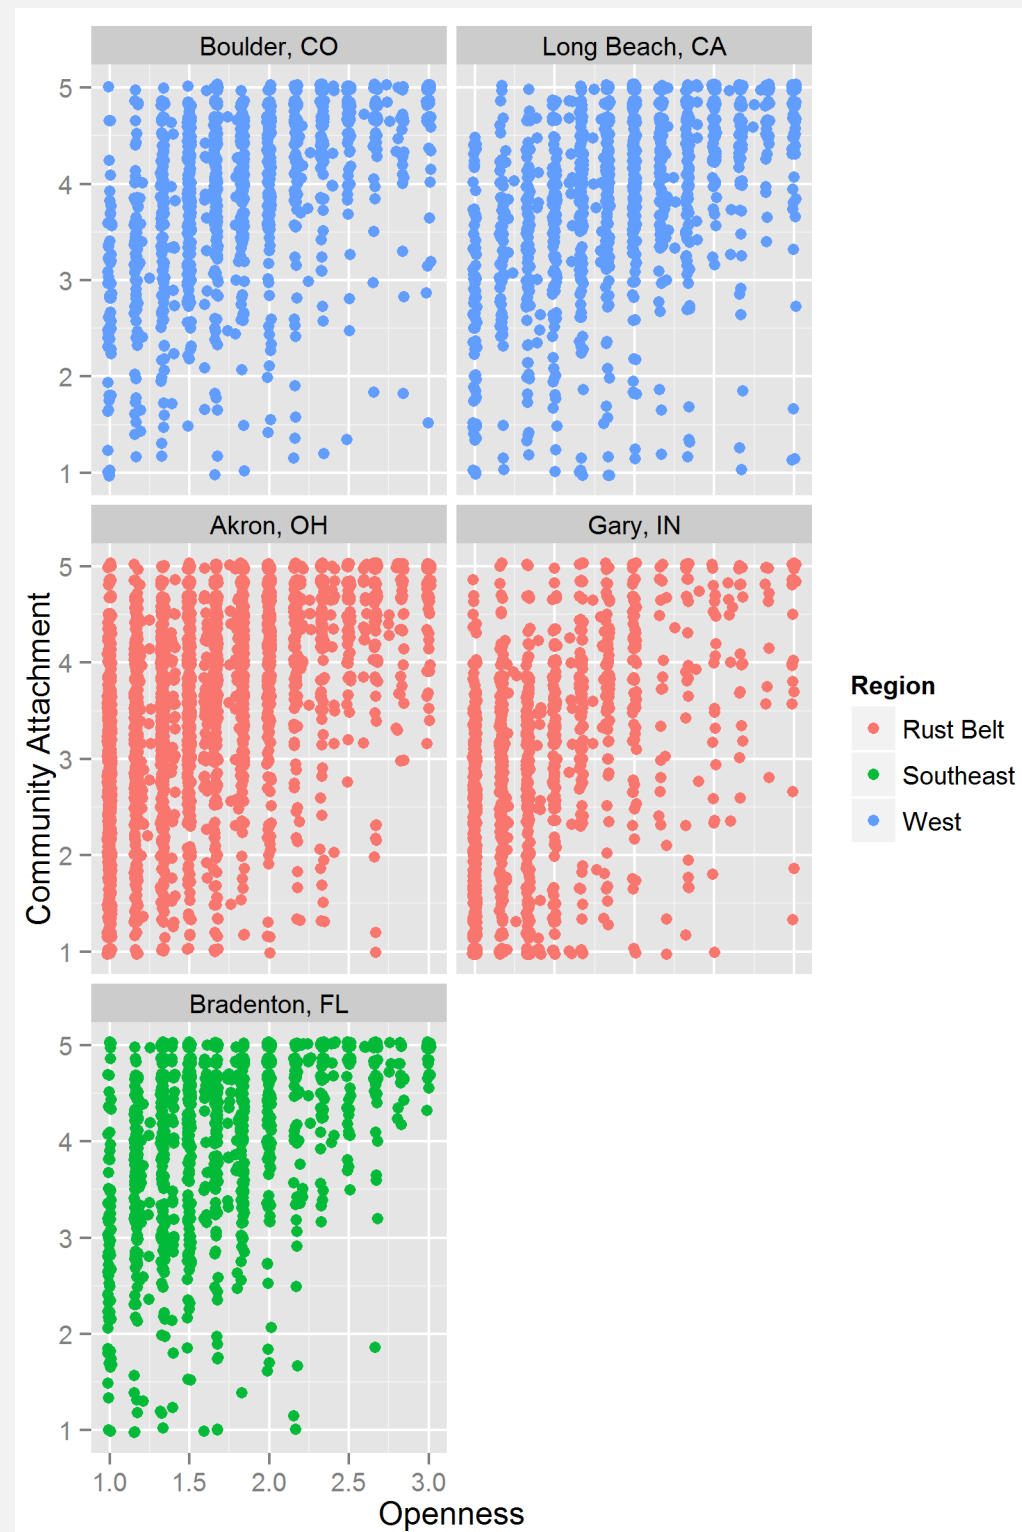 Boulder, CO
Long Beach, CA
5
4
3
2
1
Akron, OH
Gary, IN
5
4
3
2
1
Community Attachment
Region
Rust Belt
Southeast
West
Bradenton, FL
5
4
3
2
1
1.0 1.5 2.0 2.5 3.0
Openness